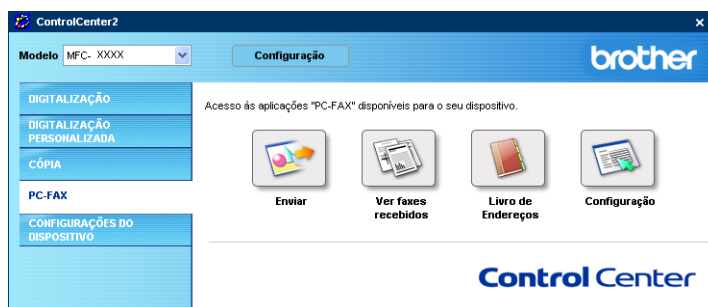 ControlCenter2
Modelo MFC- XXXX
Configuração
brother
DIGITALIZAÇÃO
DIGITALIZAÇÃO
PERSONALIZADA
CÓPIA
PC-FAX
CONFIGURAÇÕES DO
DISPOSITIVO
Acesso às aplicações "PC-FAX" disponíveis para o seu dispositivo.
Enviar
Ver faxes
recebidos
Livro de
Endereços
Configuração
Control Center